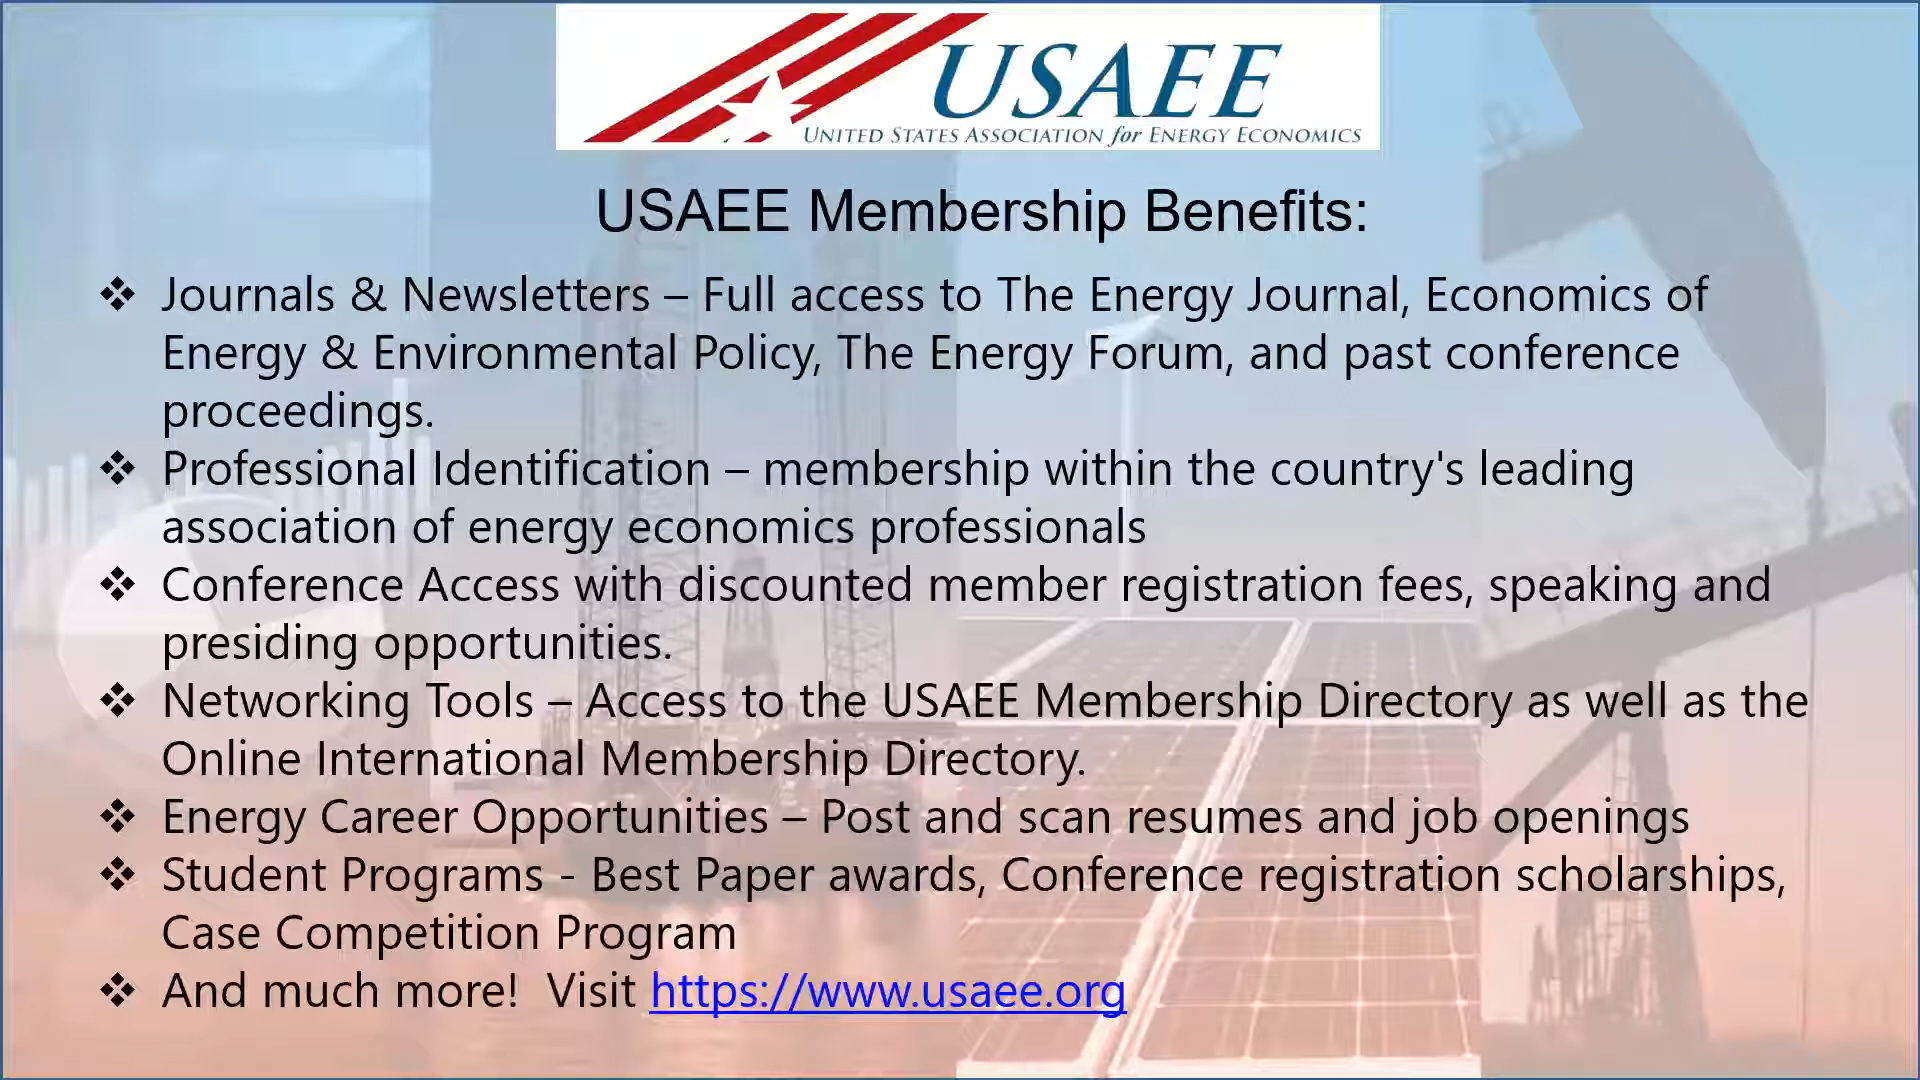 USAEE
UNITED STATES ASSOCIATION for ENERGY ECONOMICS
USAEE Membership Benefits:
❖ Journals & Newsletters – Full access to The Energy Journal, Economics of
Energy & Environmental Policy, The Energy Forum, and past conference
proceedings.
❖ Professional Identification – membership within the country's leading
association of energy economics professionals
❖ Conference Access with discounted member registration fees, speaking and
presiding opportunities.
❖ Networking Tools – Access to the USAEE Membership Directory as well as the
Online International Membership Directory.
❖ Energy Career Opportunities – Post and scan resumes and job openings
❖ Student Programs - Best Paper awards, Conference registration scholarships,
Case Competition Program
❖ And much more!  Visit https://www.usaee.org